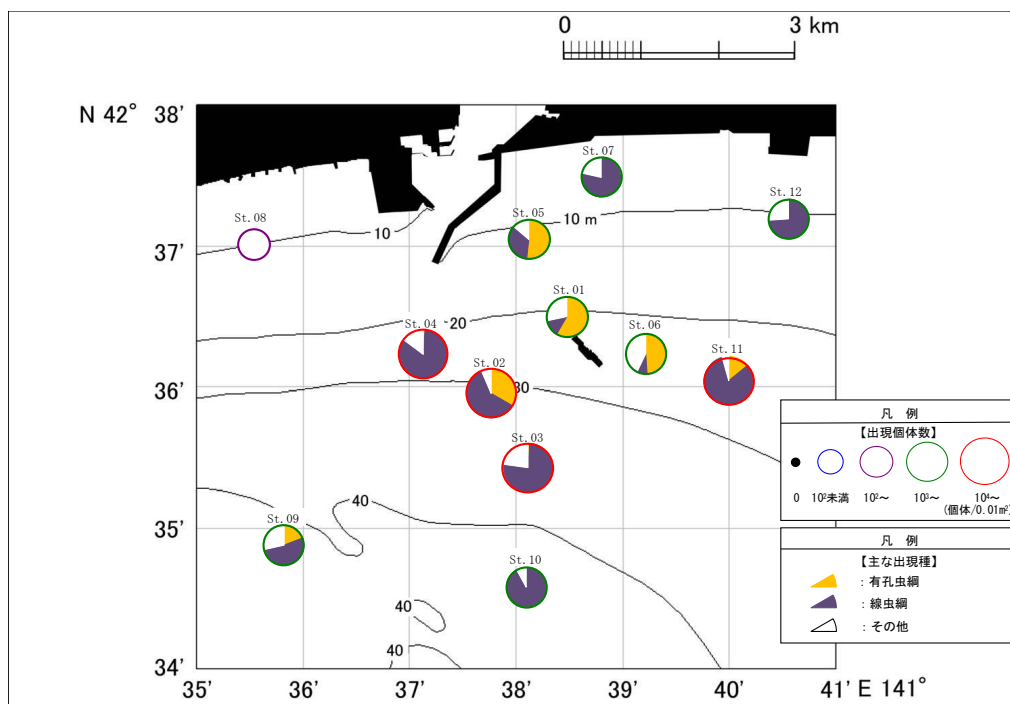 0 3 km
N 42° 38'
St.07
St.12
St.08
St.05
10 m
10
37'
St.01
St.04
20
St.06
St.02
St.11
36'
30
凡 例
【出現個体数】
St.03
0 10²未満 10²~ 10³~ 10⁴~
(個体/0.01m²)
40
35'
St.09
凡 例
【主な出現種】
St.10
:有孔虫綱
40
:線虫綱
:その他
40
34'
35' 36' 37' 38' 39' 40' 41' E 141°